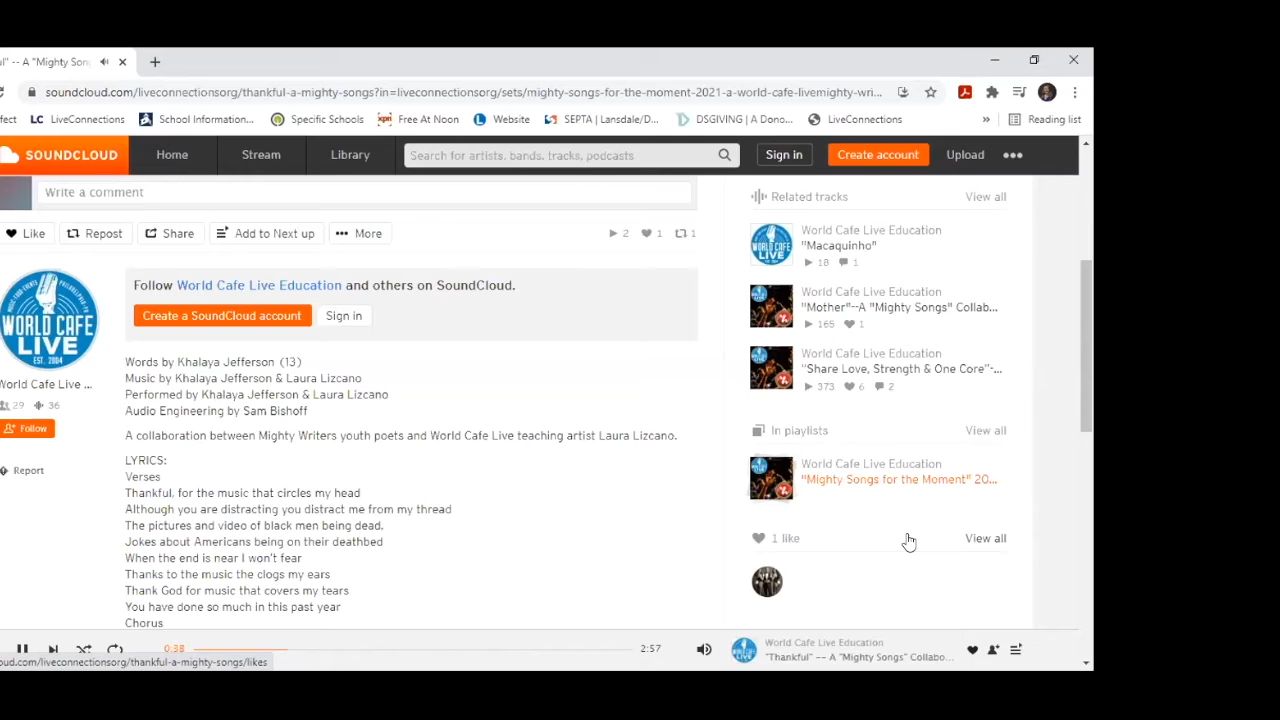 ul" -- A "Mighty Song
soundcloud.com/liveconnectionsorg/thankful-a-mighty-songs?in=liveconnectionsorg/sets/mighty-songs-for-the-moment-2021-a-world-cafe-livemighty-wri...
fect LiveConnections School Information... Specific Schools Free At Noon Website SEPTA | Lansdale/D... DSGIVING | A Dono... LiveConnections » Reading list
SOUNDCLOUD Home Stream Library Search for artists, bands, tracks, podcasts Sign in Create account Upload
Write a comment
Like Repost Share Add to Next up More 2 1 1
WORLD CAFE LIVE
EST. 2004
World Cafe Live ...
29 36
Follow
Report
Follow World Cafe Live Education and others on SoundCloud.
Create a SoundCloud account Sign in
Words by Khalaya Jefferson (13)
Music by Khalaya Jefferson & Laura Lizcano
Performed by Khalaya Jefferson & Laura Lizcano
Audio Engineering by Sam Bishoff
A collaboration between Mighty Writers youth poets and World Cafe Live teaching artist Laura Lizcano.
LYRICS:
Verses
Thankful, for the music that circles my head
Although you are distracting you distract me from my thread
The pictures and video of black men being dead.
Jokes about Americans being on their deathbed
When the end is near I won't fear
Thanks to the music the clogs my ears
Thank God for music that covers my tears
You have done so much in this past year
Chorus
Related tracks View all
World Cafe Live Education
"Macaquinho"
18 1
World Cafe Live Education
"Mother"--A "Mighty Songs" Collab...
165 1
World Cafe Live Education
"Share Love, Strength & One Core"-...
373 6 2
In playlists View all
World Cafe Live Education
"Mighty Songs for the Moment" 20...
1 like View all
0:38 2:57
World Cafe Live Education
"Thankful" -- A "Mighty Songs" Collabo...
oud.com/liveconnectionsorg/thankful-a-mighty-songs/likes